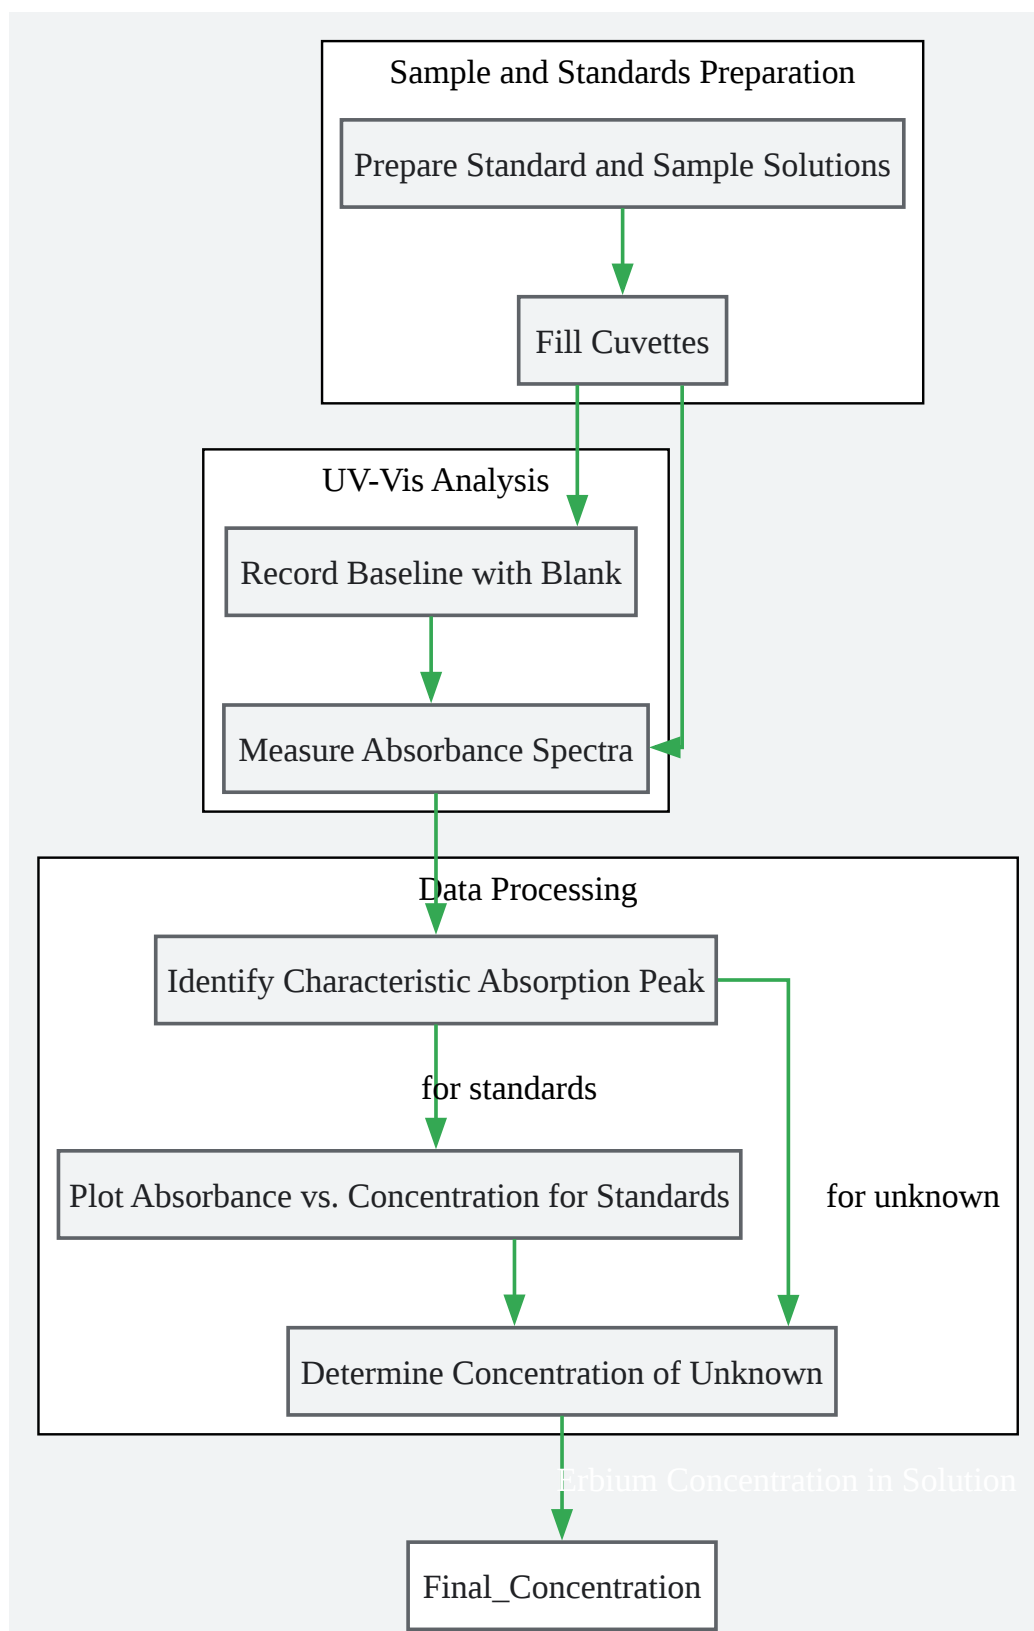 Sample and Standards Preparation
Prepare Standard and Sample Solutions
Fill Cuvettes
UV-Vis Analysis
Record Baseline with Blank
Measure Absorbance Spectra
Data Processing
Identify Characteristic Absorption Peak
for standards
Plot Absorbance vs. Concentration for Standards
for unknown
Determine Concentration of Unknown
Erbium Concentration in Solution
Final_Concentration